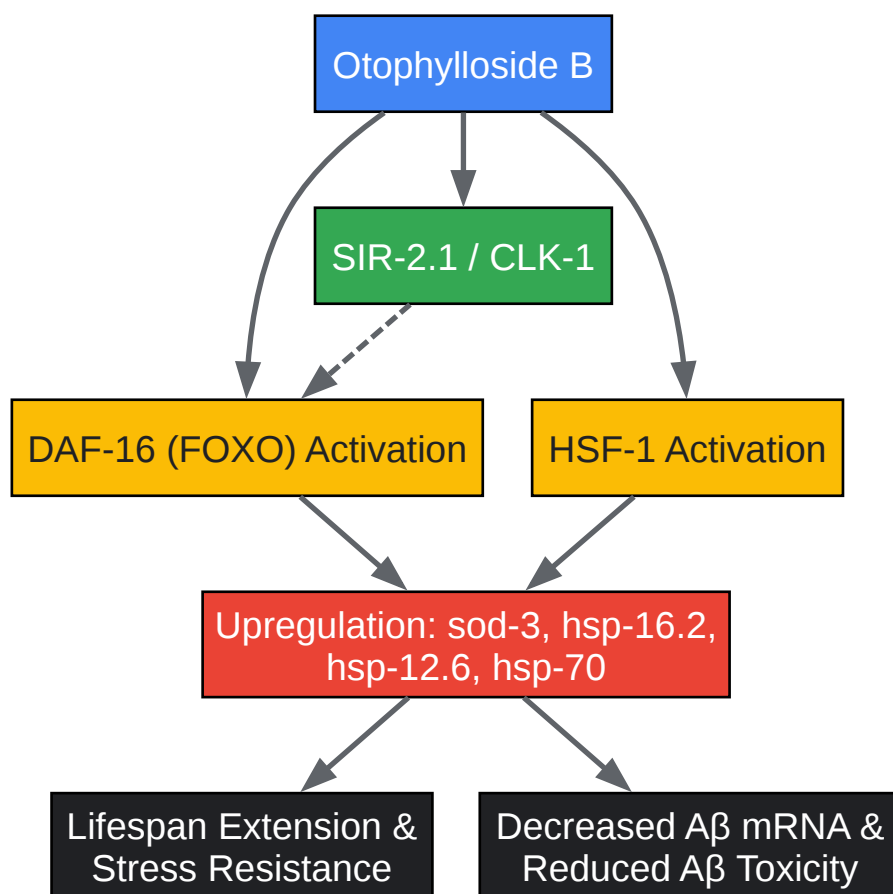 Otophylloside B
SIR-2.1 / CLK-1
DAF-16 (FOXO) Activation
HSF-1 Activation
Upregulation: sod-3, hsp-16.2,
hsp-12.6, hsp-70
Lifespan Extension &
Stress Resistance
Decreased Aβ mRNA &
Reduced Aβ Toxicity